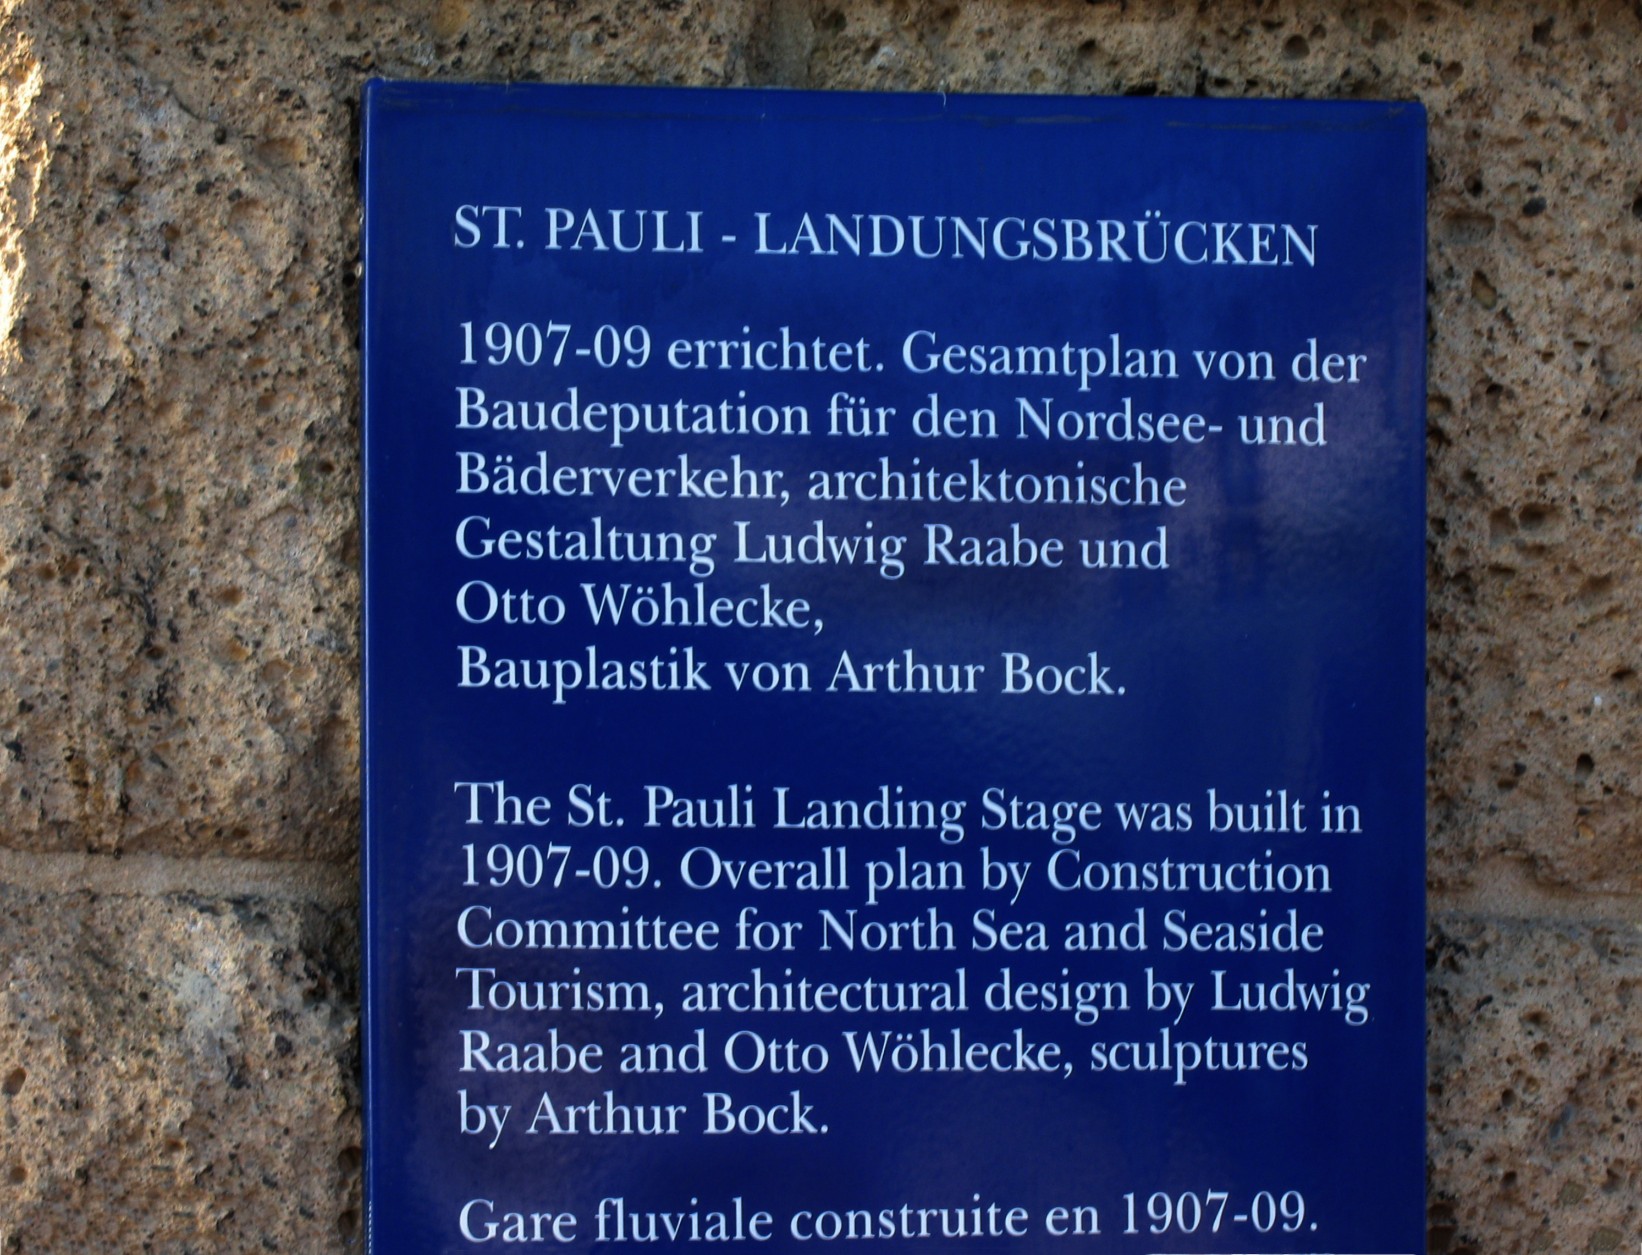 ST. PAULI - LANDUNGSBRÜCKEN
1907-09 errichtet. Gesamtplan von der
Baudeputation für den Nordsee- und
Bäderverkehr, architektonische
Gestaltung Ludwig Raabe und
Otto Wöhlecke,
Bauplastik von Arthur Bock.
The St. Pauli Landing Stage was built in
1907-09. Overall plan by Construction
Committee for North Sea and Seaside
Tourism, architectural design by Ludwig
Raabe and Otto Wöhlecke, sculptures
by Arthur Bock.
Gare fluviale construite en 1907-09.